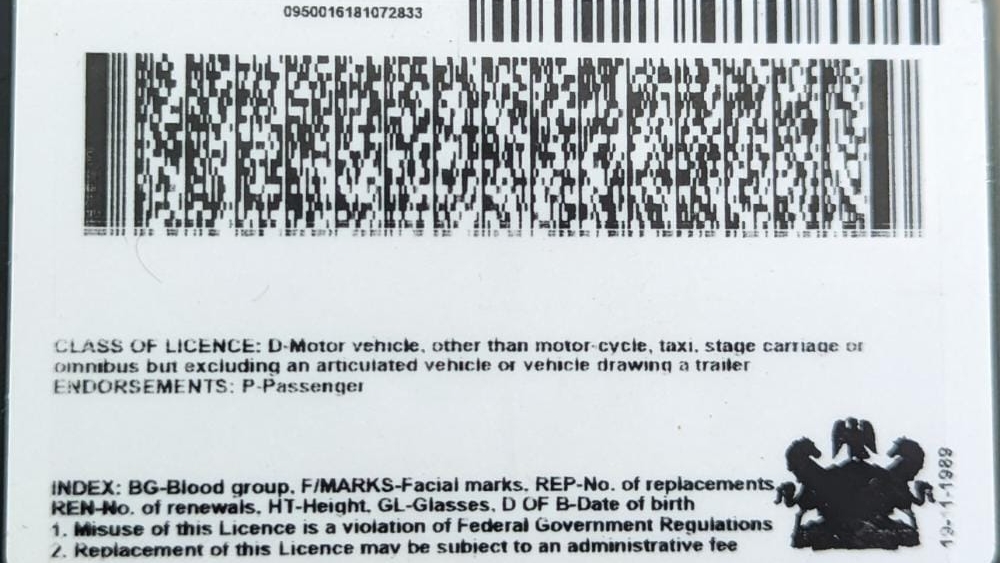 0950016181072833
CLASS OF LICENCE: D-Motor vehicle, other than motor-cycle, taxi, stage carriage or
omnibus but excluding an articulated vehicle or vehicle drawing a trailer
ENDORSEMENTS: P-Passenger
INDEX: BG-Blood group, F/MARKS-Facial marks, REP-No. of replacements,
REN-No. of renewals, HT-Height, GL-Glasses, D OF B-Date of birth
1. Misuse of this Licence is a violation of Federal Government Regulations
2. Replacement of this Licence may be subject to an administrative fee
19-11-1989